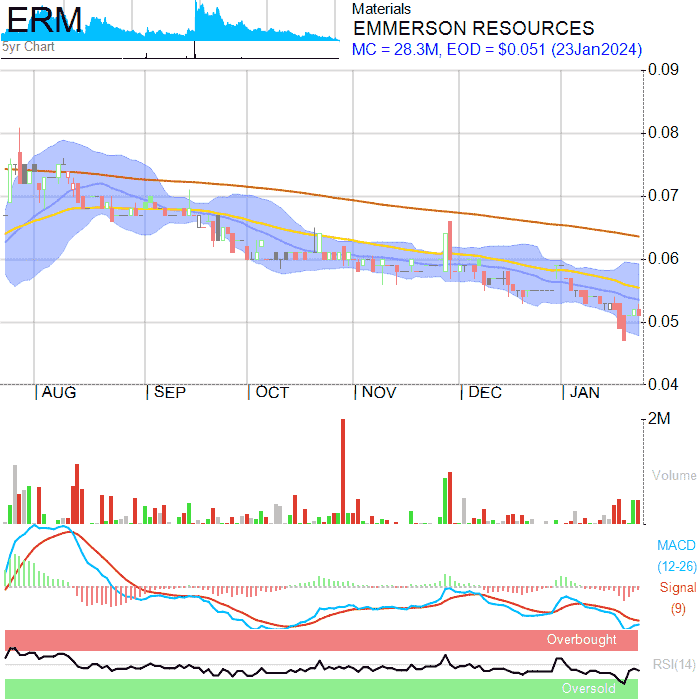 ERM
5yr Chart
Materials
EMMERSON RESOURCES
MC = 28.3M, EOD = $0.051 (23Jan2024)
0.09
0.08
0.07
0.06
0.05
0.04
AUG SEP OCT NOV DEC JAN
2M
Volume
MACD
(12-26)
Signal
(9)
Overbought
RSI(14)
Oversold